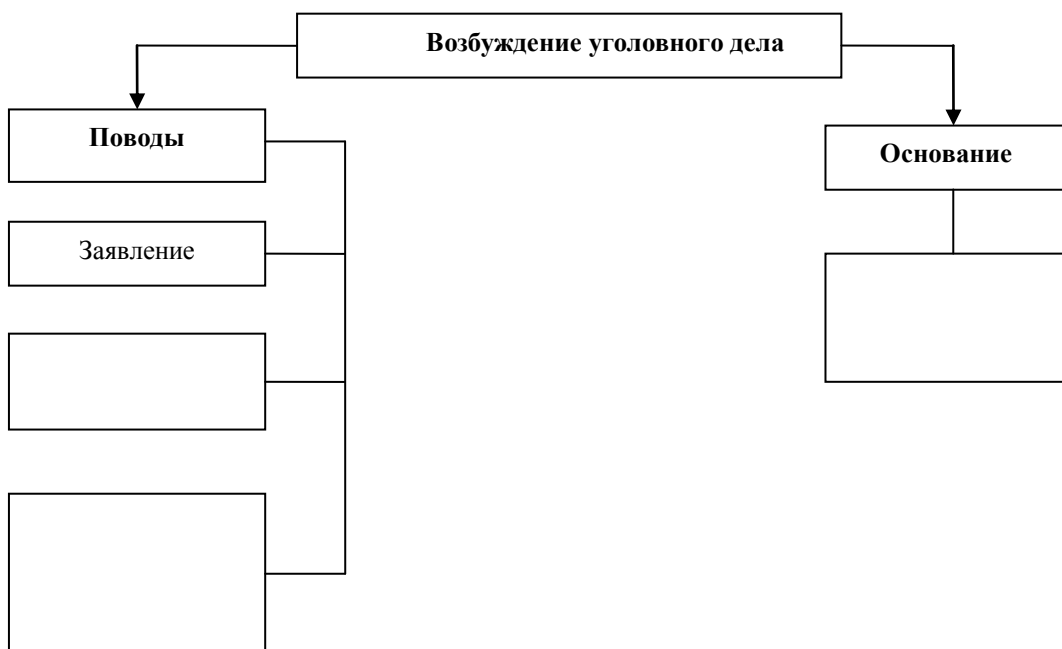 Возбуждение уголовного дела
Поводы
Основание
Заявление